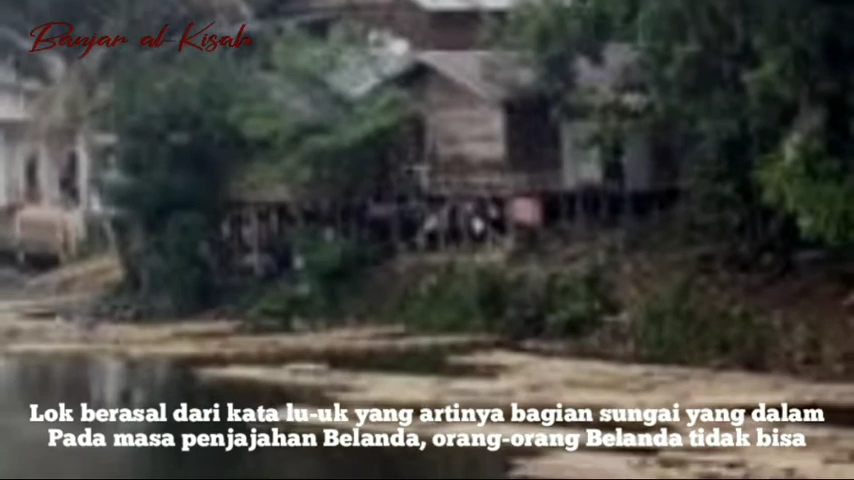 Banjar al-Kisah
Lok berasal dari kata lu-uk yang artinya bagian sungai yang dalam
Pada masa penjajahan Belanda, orang-orang Belanda tidak bisa